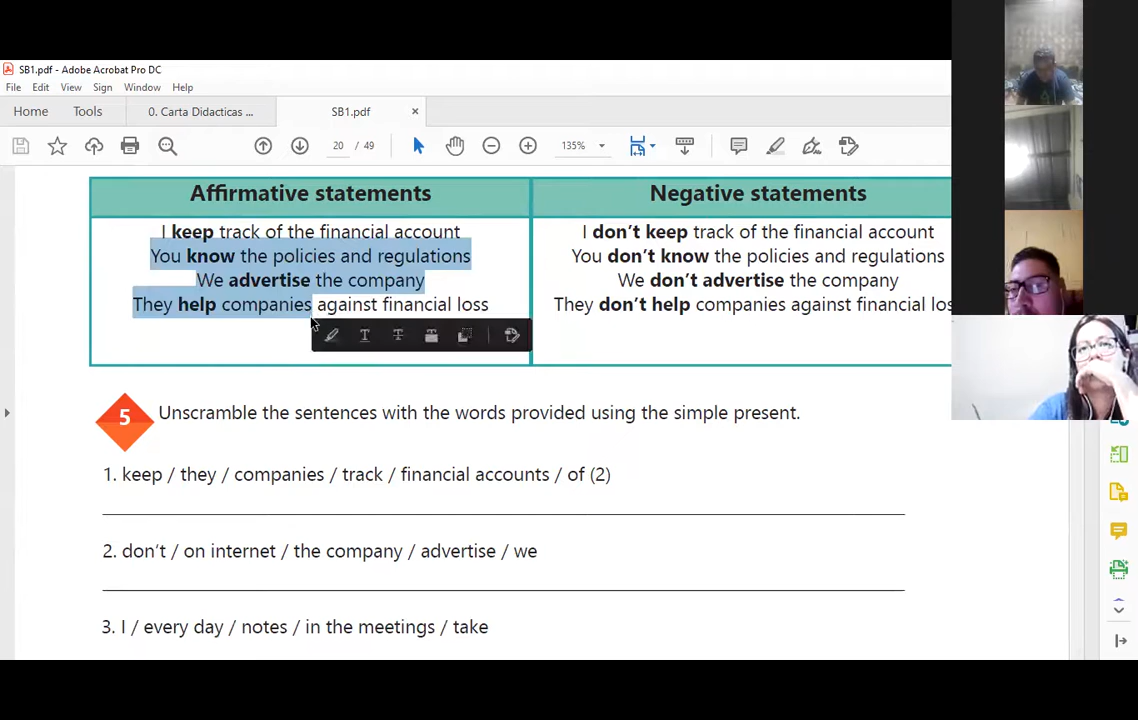 SB1.pdf - Adobe Acrobat Pro DC
File Edit View Sign Window Help
Home Tools 0. Carta Didacticas ... SB1.pdf ×
20 / 49 135%
Affirmative statements
I keep track of the financial account
You know the policies and regulations
We advertise the company
They help companies against financial loss
Negative statements
I don't keep track of the financial account
You don't know the policies and regulations
We don't advertise the company
They don't help companies against financial los
5 Unscramble the sentences with the words provided using the simple present.
1. keep / they / companies / track / financial accounts / of (2)
2. don't / on internet / the company / advertise / we
3. I / every day / notes / in the meetings / take